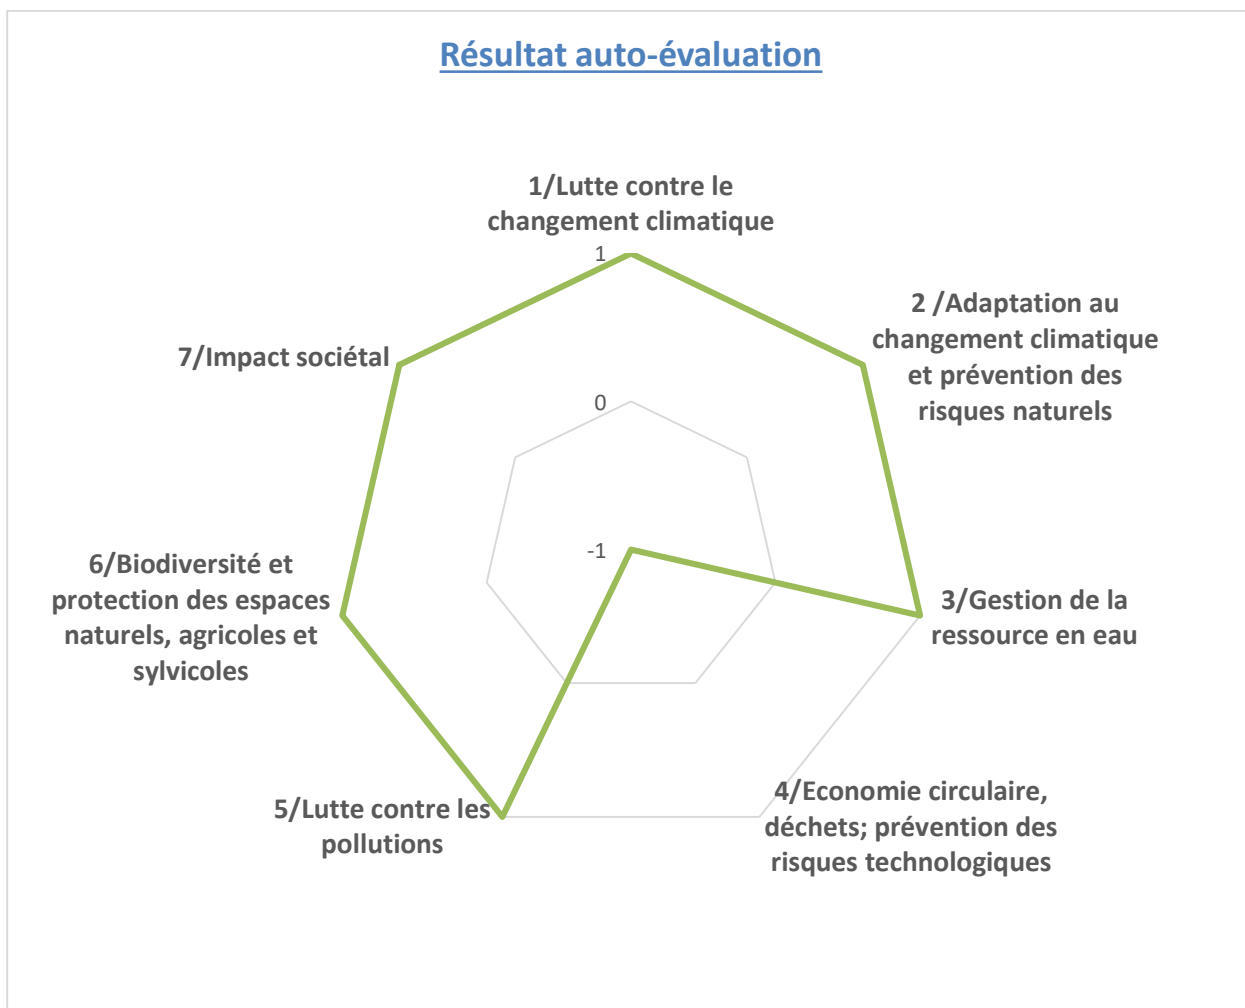 Résultat auto-évaluation
1/Lutte contre le
changement climatique
1
2 /Adaptation au
changement climatique
et prévention des
risques naturels
7/Impact sociétal
0
-1
6/Biodiversité et
protection des espaces
naturels, agricoles et
sylvicoles
3/Gestion de la
ressource en eau
5/Lutte contre les
pollutions
4/Economie circulaire,
déchets; prévention des
risques technologiques